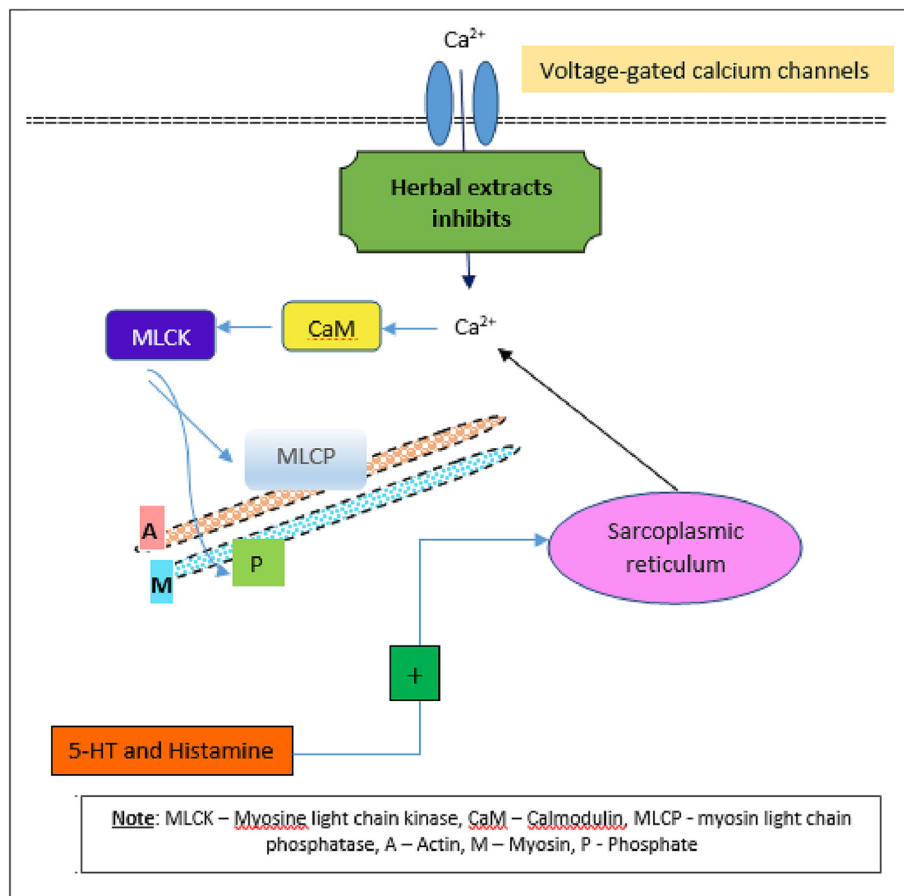 Ca²⁺
Voltage-gated calcium channels
Herbal extracts
inhibits
MLCK
CaM
Ca²⁺
MLCP
A
M
P
Sarcoplasmic
reticulum
+
5-HT and Histamine
Note: MLCK – Myosine light chain kinase, CaM – Calmodulin, MLCP - myosin light chain
phosphatase, A – Actin, M – Myosin, P - Phosphate